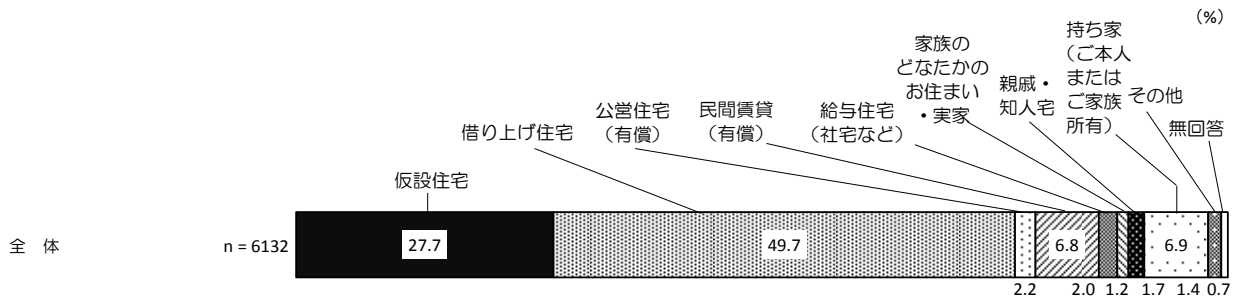 （%）
家族の
どなたかの
お住まい
・実家
持ち家
（ご本人
または
ご家族
所有）
親戚・
知人宅
その他
無回答
公営住宅
（有償）
民間賃貸
（有償）
給与住宅
（社宅など）
借り上げ住宅
仮設住宅
全　体
n = 6132
27.7
49.7
6.8
6.9
2.2
2.0
1.2
1.7
1.4
0.7